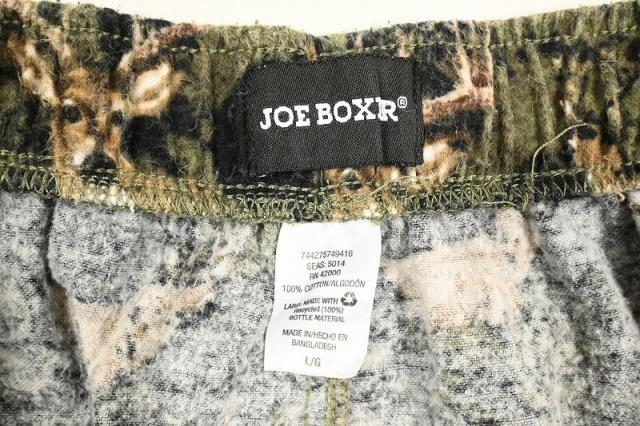 JOE BOXR®
744275749416
SEAS: 5014
RN 42000
100% COTTON/ALGODÓN
LABEL MADE WITH
Recycled (100%)
BOTTLE MATERIAL
MADE IN/HECHO EN
BANGLADESH
L/G